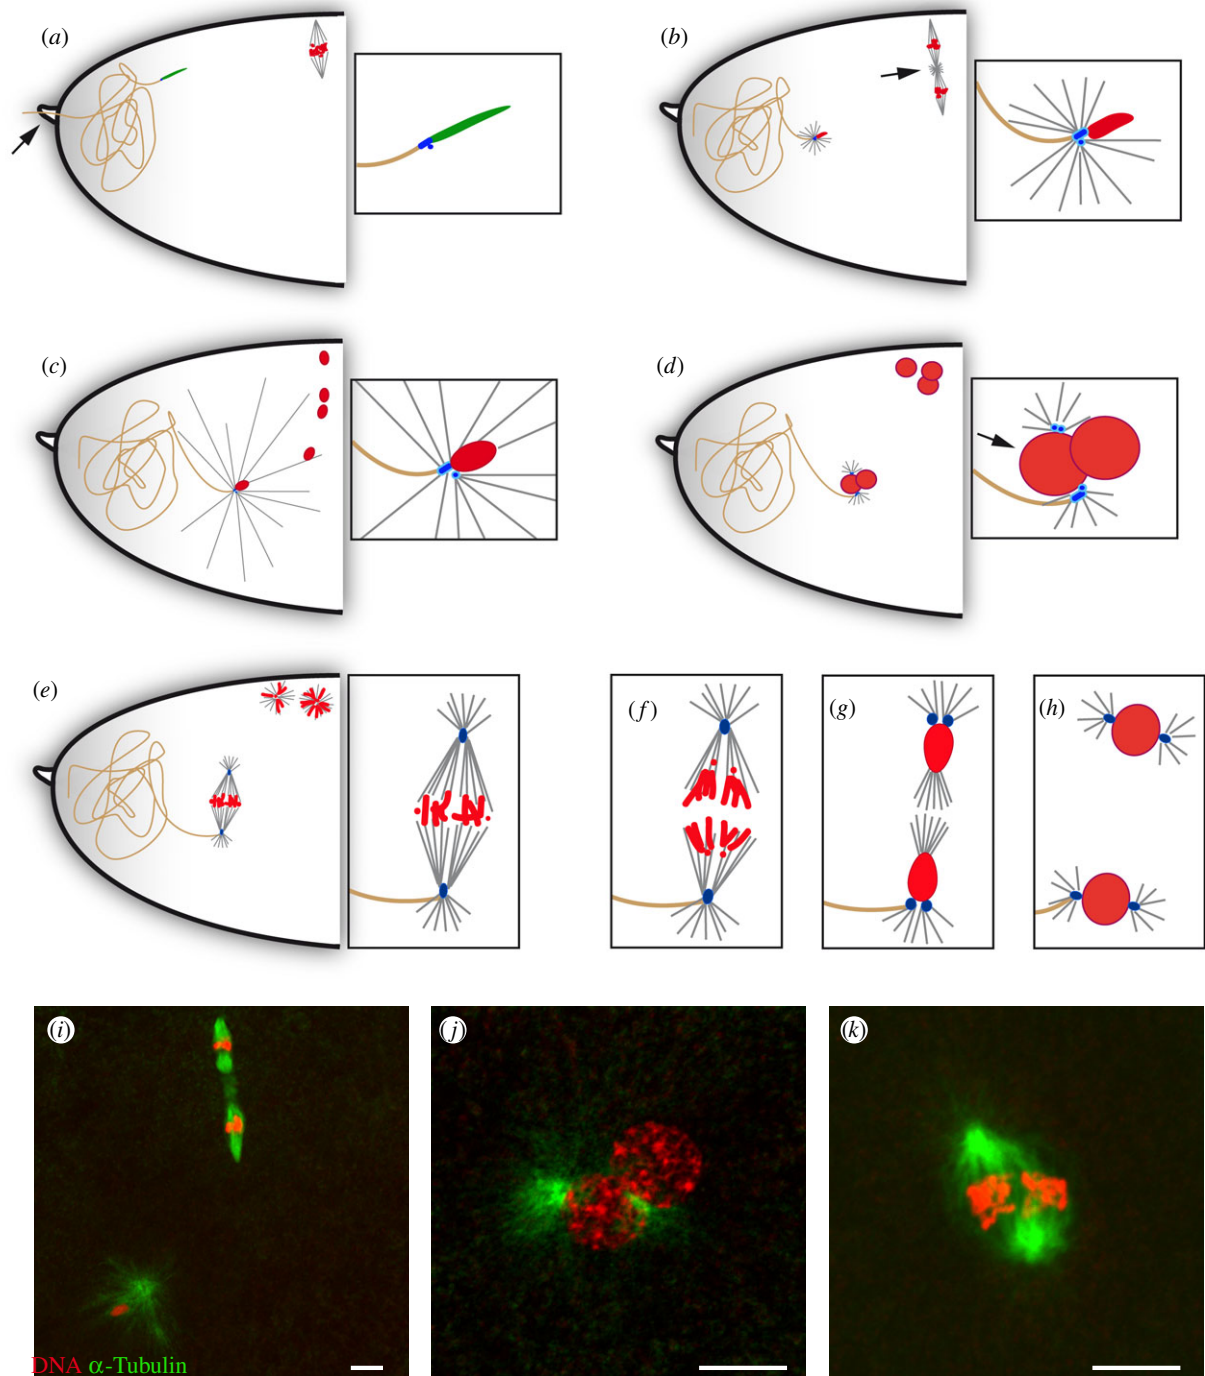 (a)
(b)
(c)
(d)
(e)
(f)
(g)
(h)
(i)
(j)
(k)
DNA α-Tubulin